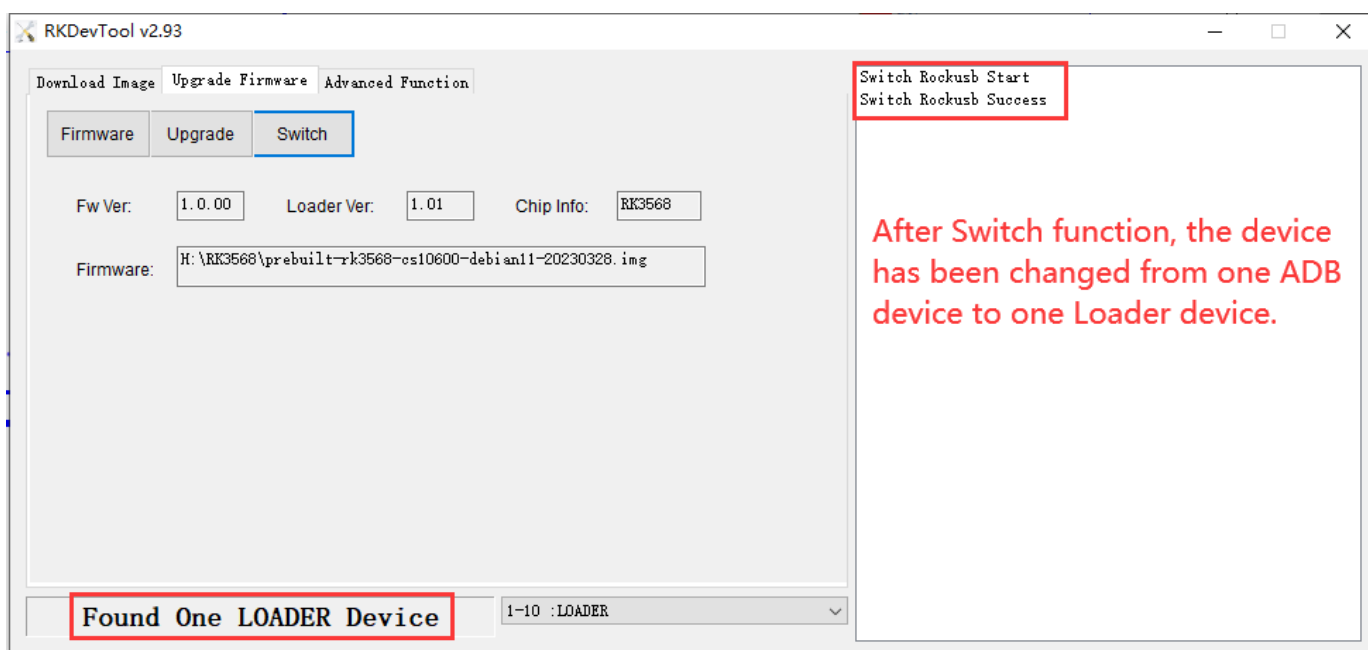 RKDevTool v2.93
Download Image Upgrade Firmware Advanced Function
Firmware Upgrade Switch
Fw Ver: 1.0.00 Loader Ver: 1.01 Chip Info: RK3568
Firmware: H:\RK3568\prebuilt-rk3568-cs10600-debian11-20230328.img
Found One LOADER Device
1-10 :LOADER
Switch Rockusb Start
Switch Rockusb Success
After Switch function, the device
has been changed from one ADB
device to one Loader device.